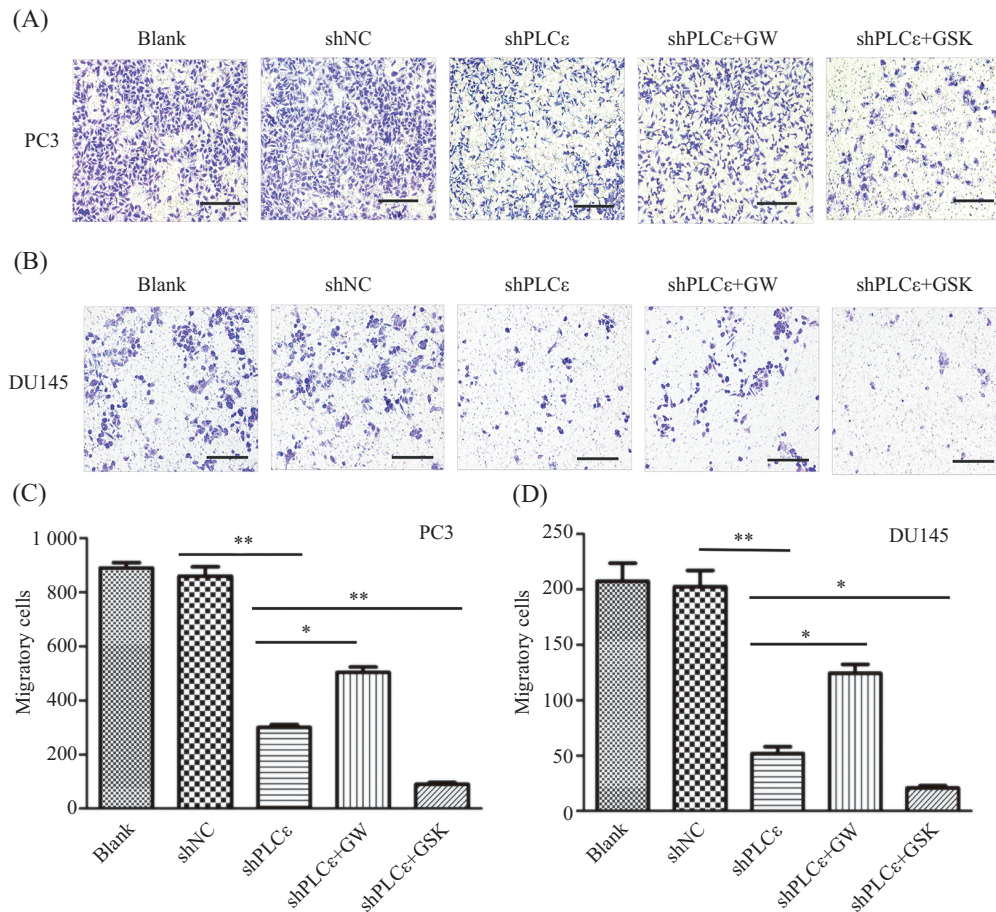 (A)
Blank shNC shPLCε shPLCε+GW shPLCε+GSK
PC3
(B)
Blank shNC shPLCε shPLCε+GW shPLCε+GSK
DU145
(C)
PC3
Migratory cells
1 000
800
600
400
200
0
**
**
*
Blank shNC shPLCε shPLCε+GW shPLCε+GSK
(D)
DU145
Migratory cells
250
200
150
100
50
0
**
*
*
Blank shNC shPLCε shPLCε+GW shPLCε+GSK